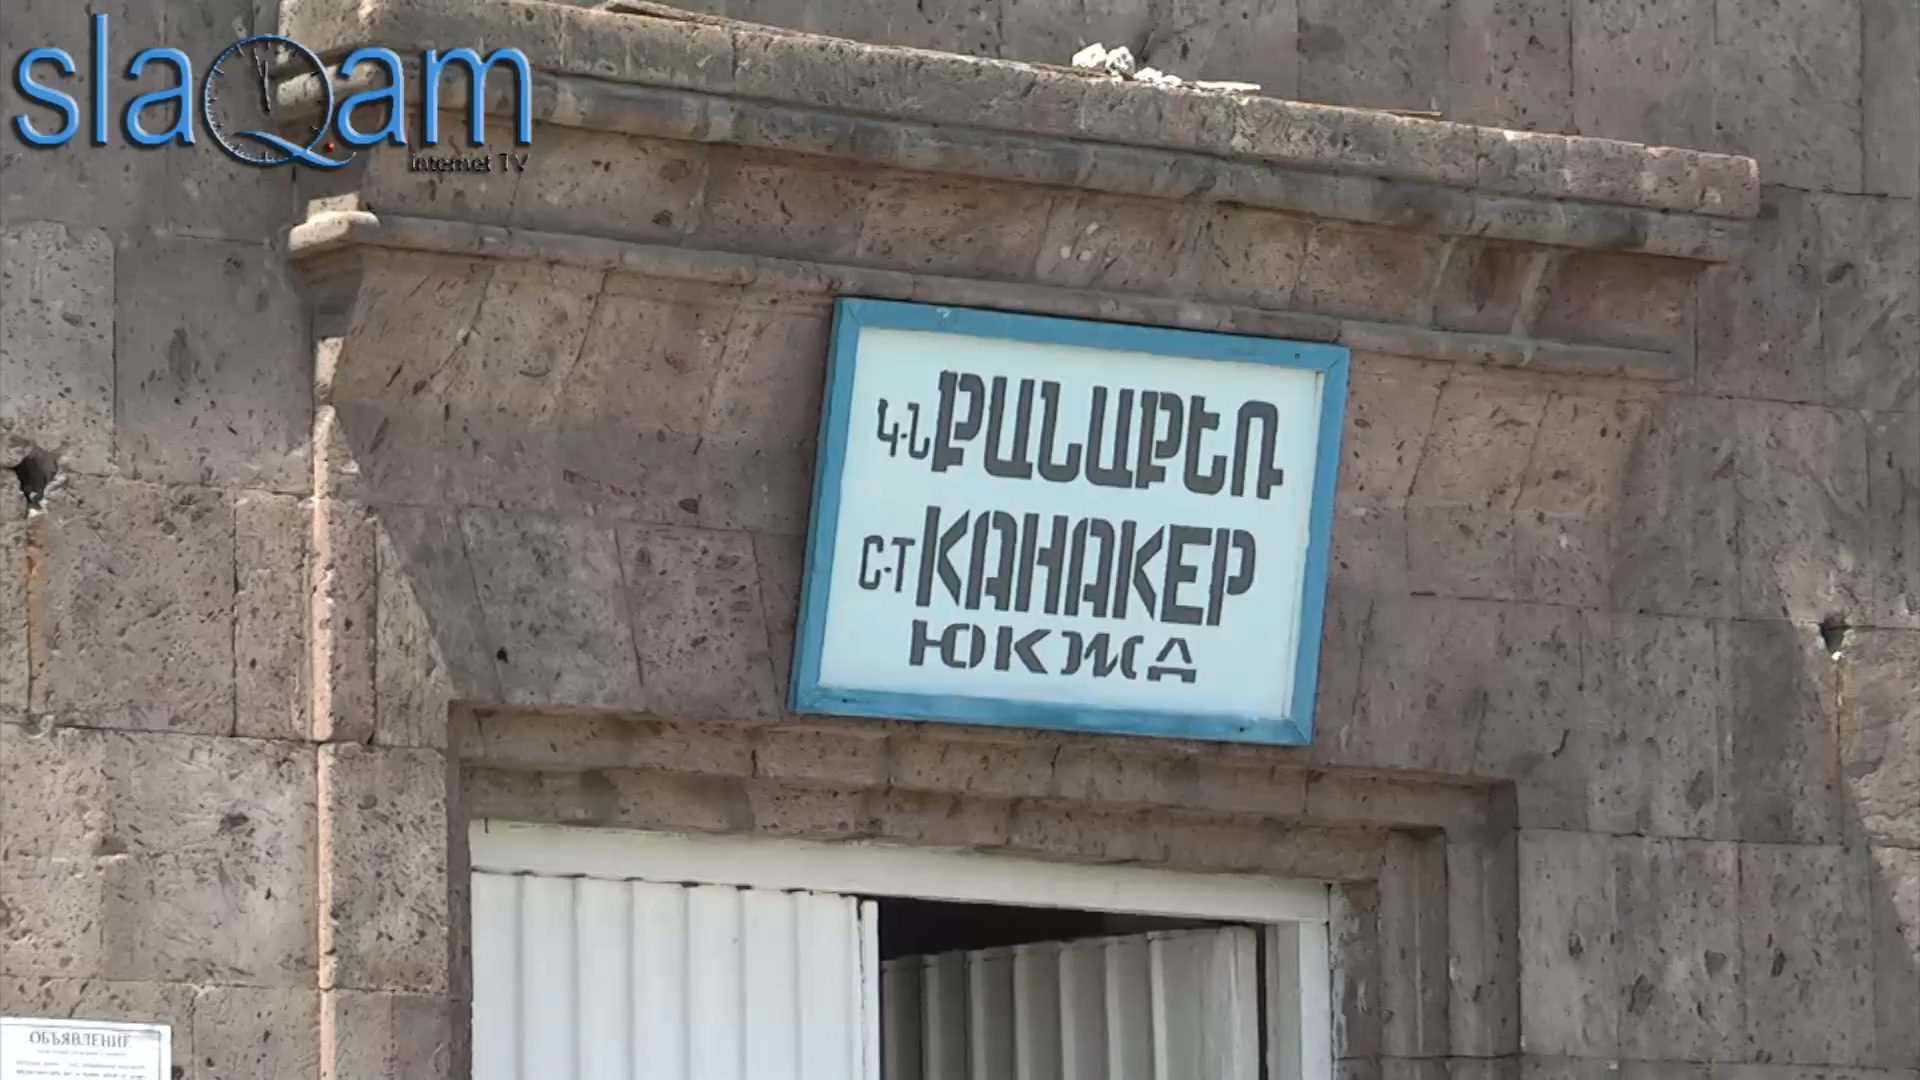 slaQam
Internet TV
Կ-Ն ՔԱՆԱՔԵՌ
С-Т КАНАКЕР
ЮКЖД
ОБЪЯВЛЕНИЕ